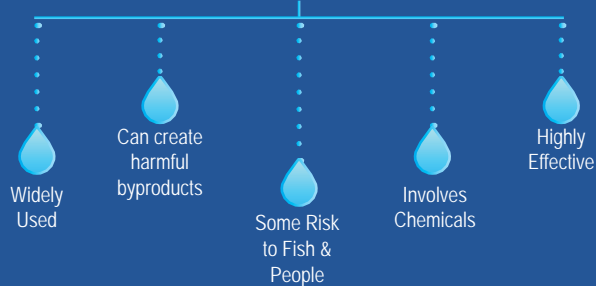 Widely
Used
Can create
harmful
byproducts
Some Risk
to Fish &
People
Involves
Chemicals
Highly
Effective